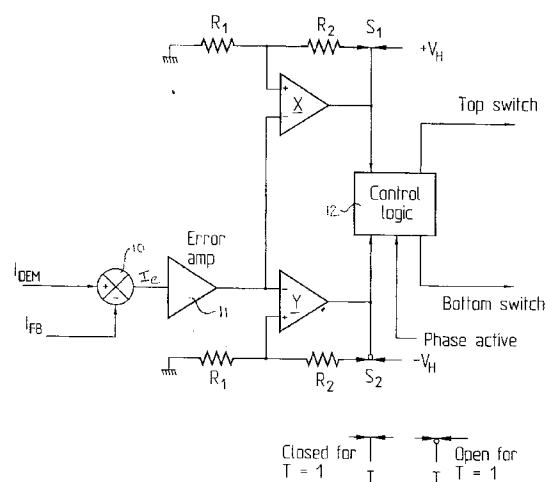 R1 R2 S1 +VH
+ X −
Top switch
12 Control logic
Error amp
10
IDEM + − Ie
11
− Y +
IFB
Bottom switch
Phase active
R1 R2 S2 −VH
Closed for T = 1
T
T
Open for T = 1